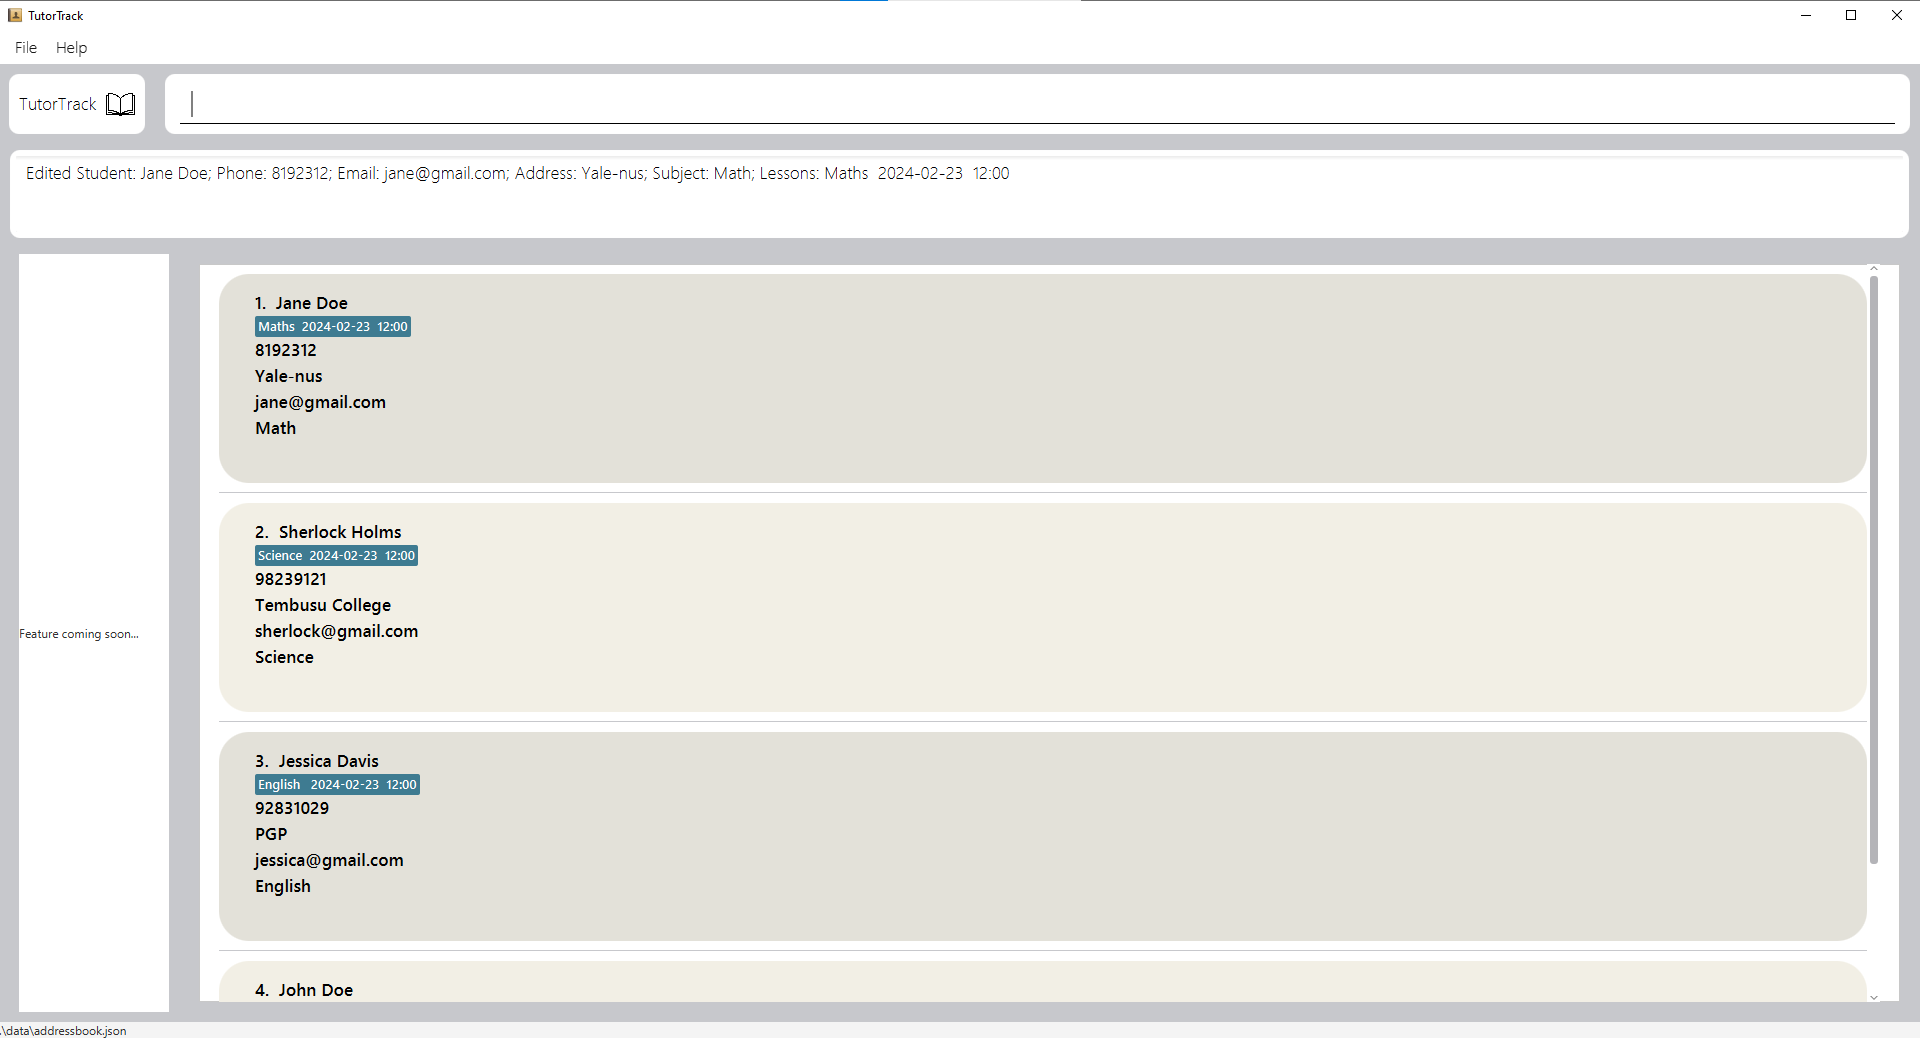 TutorTrack
File Help
TutorTrack
Edited Student: Jane Doe; Phone: 8192312; Email: jane@gmail.com; Address: Yale-nus; Subject: Math; Lessons: Maths 2024-02-23 12:00
Feature coming soon...
1. Jane Doe
Maths 2024-02-23 12:00
8192312
Yale-nus
jane@gmail.com
Math
2. Sherlock Holms
Science 2024-02-23 12:00
98239121
Tembusu College
sherlock@gmail.com
Science
3. Jessica Davis
English 2024-02-23 12:00
92831029
PGP
jessica@gmail.com
English
4. John Doe
.\data\addressbook.json